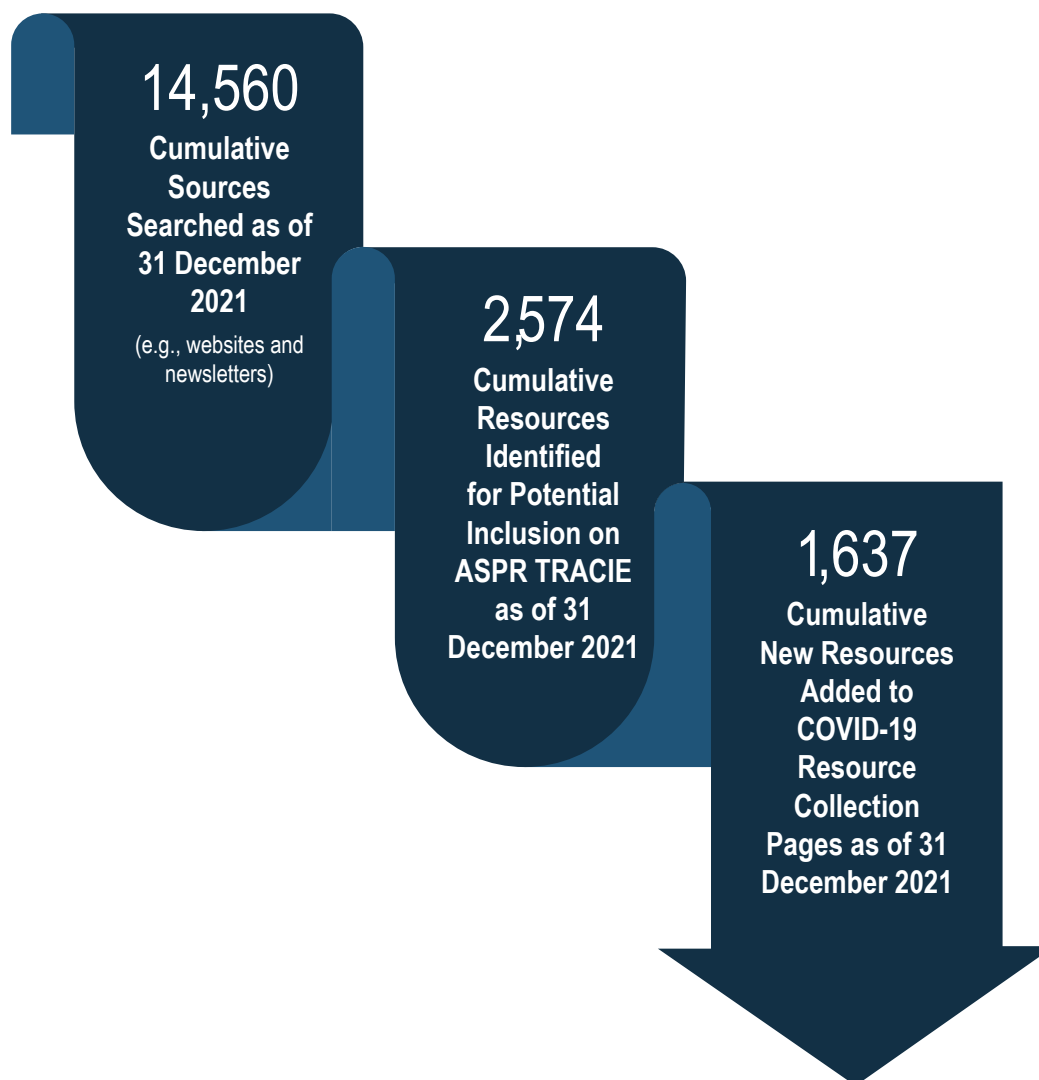 14,560
Cumulative
Sources
Searched as of
31 December
2021
(e.g., websites and
newsletters)
2,574
Cumulative
Resources
Identified
for Potential
Inclusion on
ASPR TRACIE
as of 31
December 2021
1,637
Cumulative
New Resources
Added to
COVID-19
Resource
Collection
Pages as of 31
December 2021